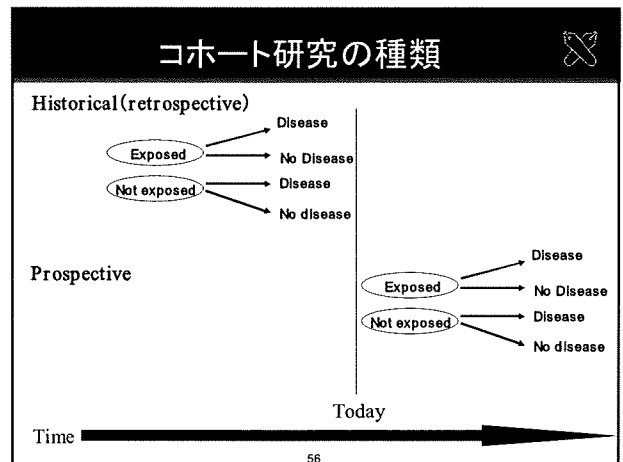 コホート研究の種類
Historical(retrospective)
Disease
Exposed
No Disease
Not exposed
Disease
No disease
Prospective
Disease
Exposed
No Disease
Not exposed
Disease
No disease
Today
Time
56